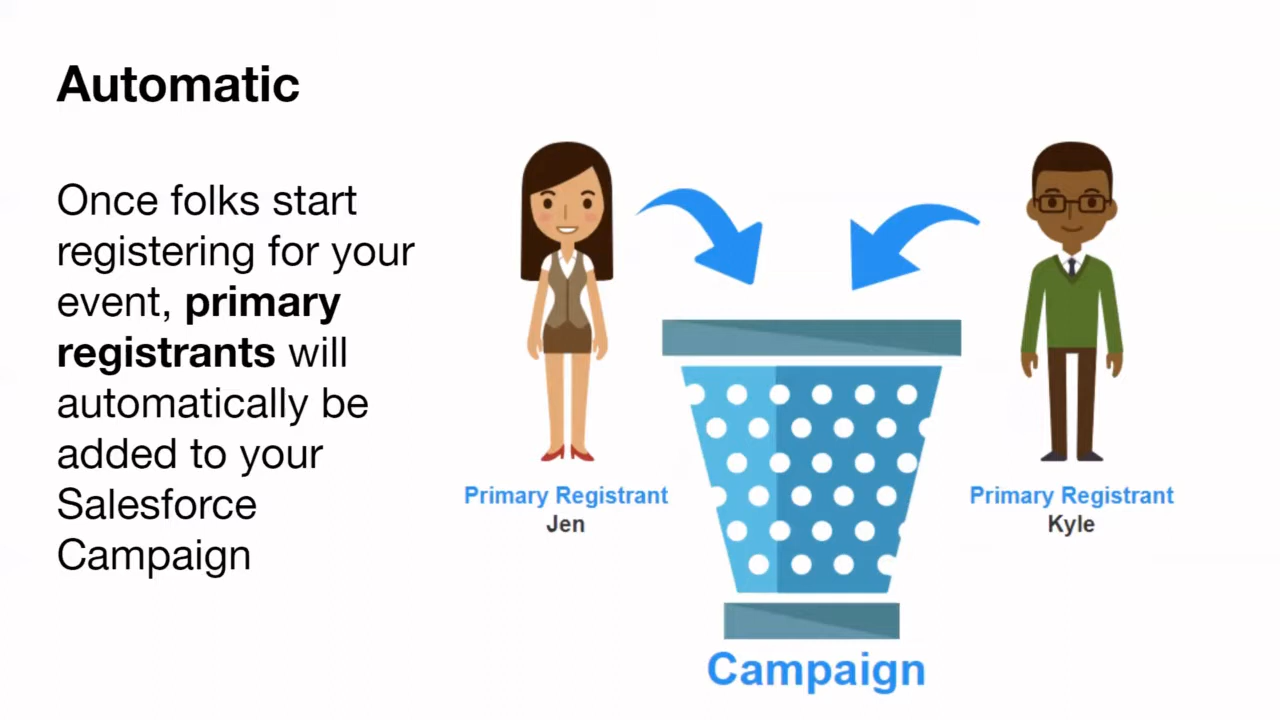 Automatic
Once folks start
registering for your
event, primary
registrants will
automatically be
added to your
Salesforce
Campaign
Primary Registrant
Jen
Primary Registrant
Kyle
Campaign